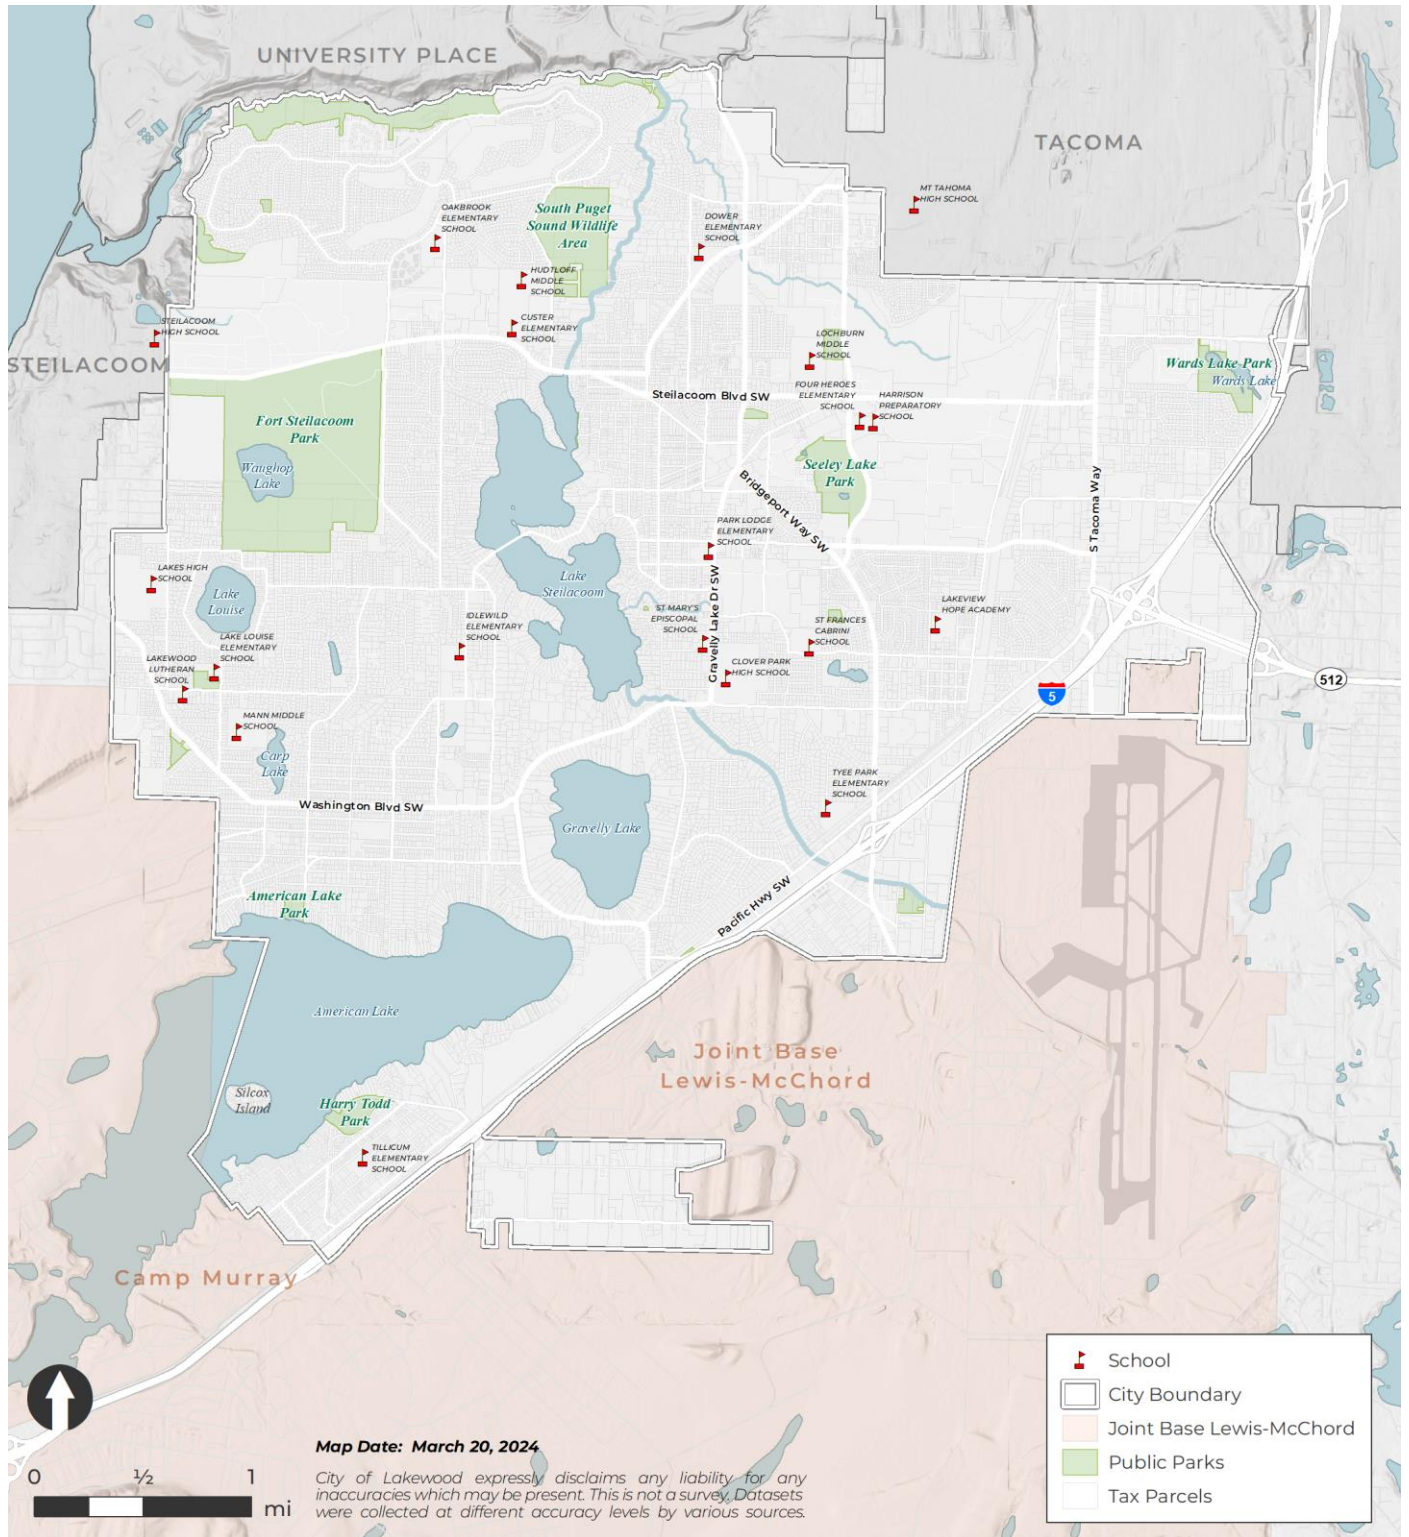 UNIVERSITY PLACE
TACOMA
MT TAHOMA
HIGH SCHOOL
OAKBROOK
ELEMENTARY
SCHOOL
South Puget
Sound Wildlife
Area
DOWER
ELEMENTARY
SCHOOL
HUDTLOFF
MIDDLE
SCHOOL
CUSTER
ELEMENTARY
SCHOOL
STEILACOOM
HIGH SCHOOL
STEILACOOM
LOCHBURN
MIDDLE
SCHOOL
Wards Lake Park
Wards Lake
Steilacoom Blvd SW
FOUR HEROES
ELEMENTARY
SCHOOL
HARRISON
PREPARATORY
SCHOOL
Fort Steilacoom
Park
Waughop
Lake
Seeley Lake
Park
Bridgeport Way SW
S Tacoma Way
PARK LODGE
ELEMENTARY
SCHOOL
LAKES HIGH
SCHOOL
Lake
Louise
Lake
Steilacoom
Gravelly Lake Dr SW
ST MARY'S
EPISCOPAL
SCHOOL
IDLEWILD
ELEMENTARY
SCHOOL
ST FRANCES
CABRINI
SCHOOL
LAKEVIEW
HOPE ACADEMY
LAKE LOUISE
ELEMENTARY
SCHOOL
LAKEWOOD
LUTHERAN
SCHOOL
CLOVER PARK
HIGH SCHOOL
5
512
MANN MIDDLE
SCHOOL
Carp
Lake
TYEE PARK
ELEMENTARY
SCHOOL
Washington Blvd SW
Gravelly Lake
American Lake
Park
Pacific Hwy SW
American Lake
Joint Base
Lewis-McChord
Silcox
Island
Harry Todd
Park
TILLICUM
ELEMENTARY
SCHOOL
Camp Murray
School
City Boundary
Joint Base Lewis-McChord
Public Parks
Tax Parcels
0 ½ 1
mi
Map Date: March 20, 2024
City of Lakewood expressly disclaims any liability for any
inaccuracies which may be present. This is not a survey. Datasets
were collected at different accuracy levels by various sources.